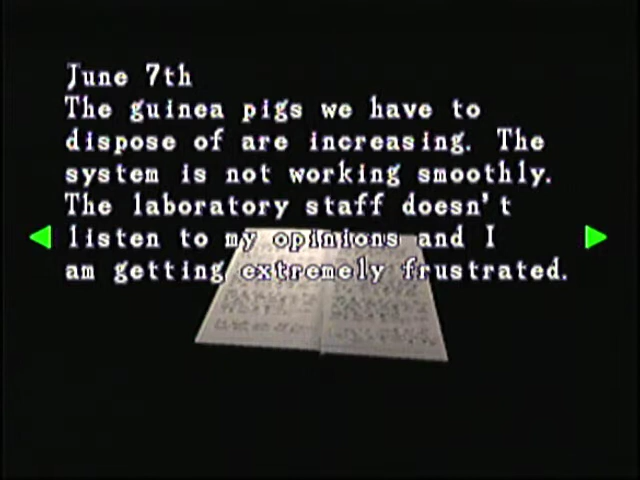 June 7th
The guinea pigs we have to
dispose of are increasing. The
system is not working smoothly.
The laboratory staff doesn't
listen to my opinions and I
am getting extremely frustrated.